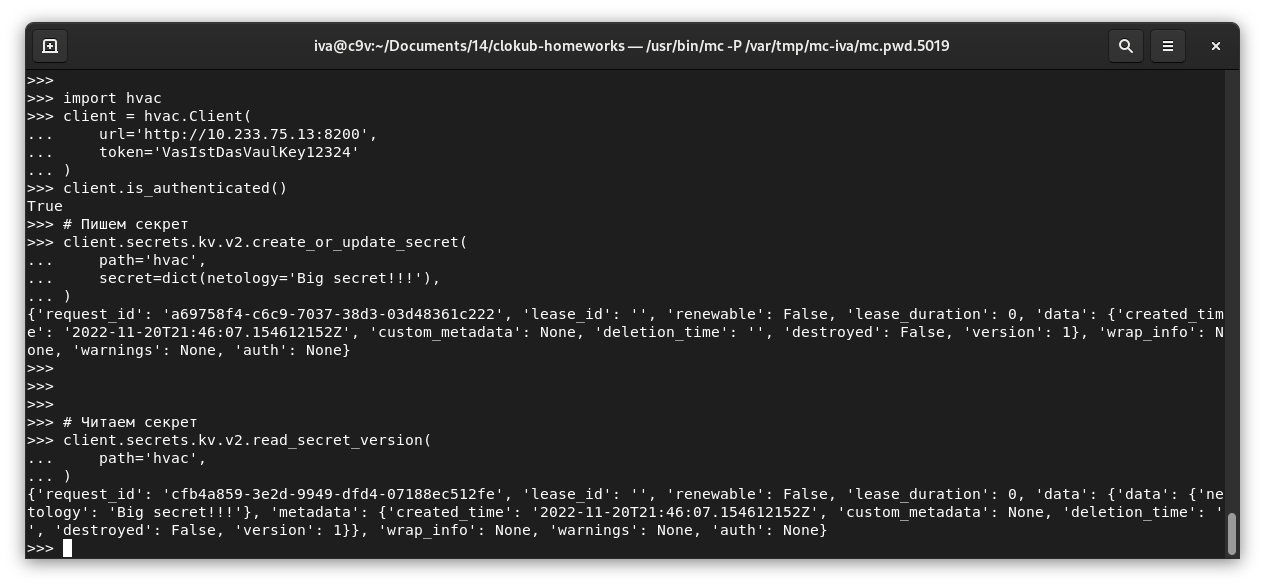 iva@c9v:~/Documents/14/clokub-homeworks — /usr/bin/mc -P /var/tmp/mc-iva/mc.pwd.5019
>>>
>>> import hvac
>>> client = hvac.Client(
...     url='http://10.233.75.13:8200',
...     token='VasIstDasVaulKey12324'
... )
>>> client.is_authenticated()
True
>>> # Пишем секрет
>>> client.secrets.kv.v2.create_or_update_secret(
...     path='hvac',
...     secret=dict(netology='Big secret!!!'),
... )
{'request_id': 'a69758f4-c6c9-7037-38d3-03d48361c222', 'lease_id': '', 'renewable': False, 'lease_duration': 0, 'data': {'created_tim
e': '2022-11-20T21:46:07.154612152Z', 'custom_metadata': None, 'deletion_time': '', 'destroyed': False, 'version': 1}, 'wrap_info': N
one, 'warnings': None, 'auth': None}
>>>
>>>
>>>
>>> # Читаем секрет
>>> client.secrets.kv.v2.read_secret_version(
...     path='hvac',
... )
{'request_id': 'cfb4a859-3e2d-9949-dfd4-07188ec512fe', 'lease_id': '', 'renewable': False, 'lease_duration': 0, 'data': {'data': {'ne
tology': 'Big secret!!!'}, 'metadata': {'created_time': '2022-11-20T21:46:07.154612152Z', 'custom_metadata': None, 'deletion_time': '
', 'destroyed': False, 'version': 1}}, 'wrap_info': None, 'warnings': None, 'auth': None}
>>>